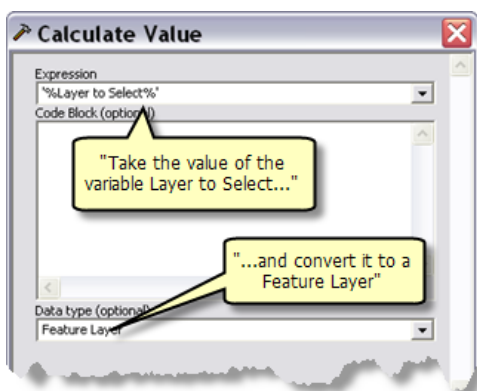 Calculate Value
Expression
'%Layer to Select%'
Code Block (optional)
"Take the value of the
variable Layer to Select..."
"...and convert it to a
Feature Layer"
Data type (optional)
Feature Layer